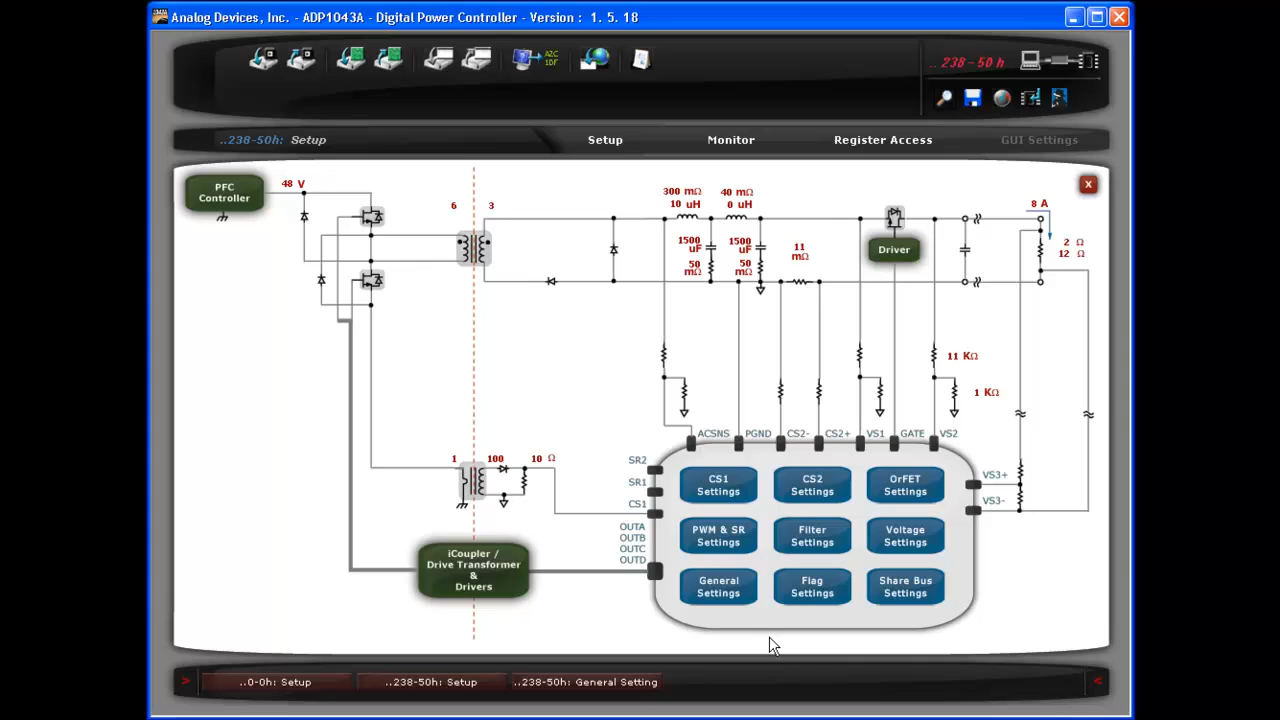 Analog Devices, Inc. - ADP1043A - Digital Power Controller - Version : 1. 5. 18
A2C
1DF
.. 238-50 h
..238-50h: Setup
Setup
Monitor
Register Access
GUI Settings
PFC
Controller
48 V
6
3
300 mΩ
10 uH
40 mΩ
0 uH
1500
uF
50
mΩ
1500
uF
50
mΩ
11
mΩ
Driver
8 A
2 Ω
12 Ω
x
11 KΩ
1 KΩ
ACSNS
PGND
CS2-
CS2+
VS1
GATE
VS2
SR2
SR1
CS1
OUTA
OUTB
OUTC
OUTD
VS3+
VS3-
1
100
10 Ω
CS1
Settings
CS2
Settings
OrFET
Settings
PWM & SR
Settings
Filter
Settings
Voltage
Settings
General
Settings
Flag
Settings
Share Bus
Settings
iCoupler /
Drive Transformer
&
Drivers
>
..0-0h: Setup
..238-50h: Setup
..238-50h: General Setting
<